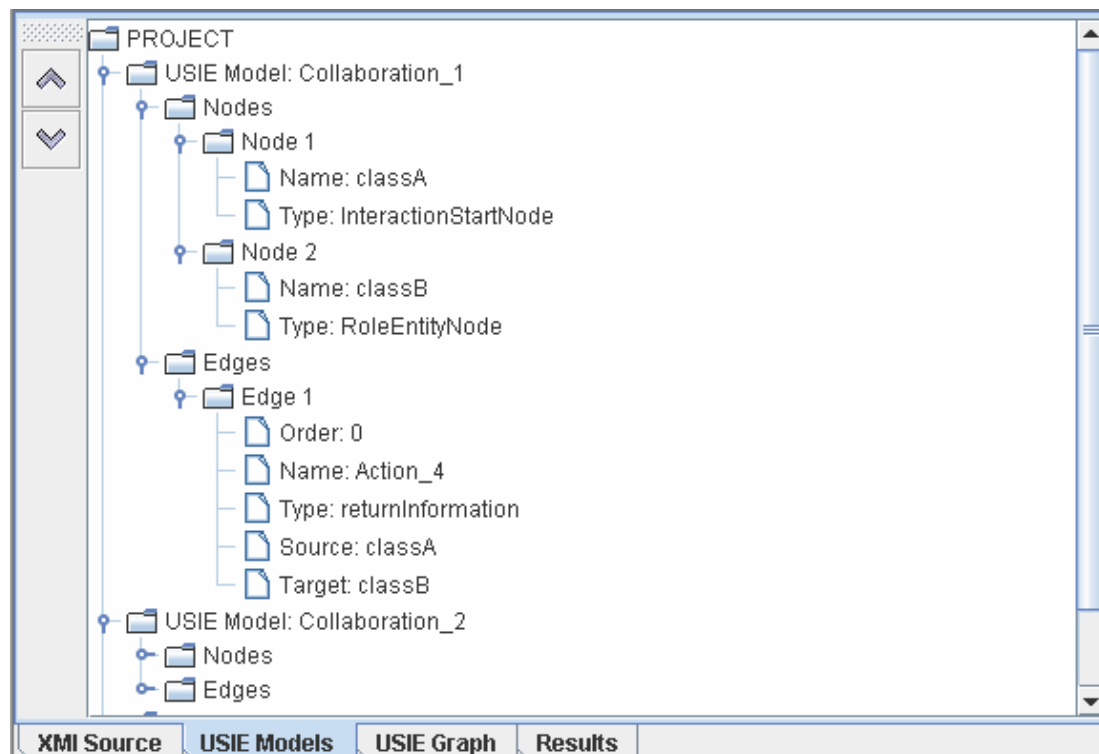 PROJECT
USIE Model: Collaboration_1
Nodes
Node 1
Name: classA
Type: InteractionStartNode
Node 2
Name: classB
Type: RoleEntityNode
Edges
Edge 1
Order: 0
Name: Action_4
Type: returnInformation
Source: classA
Target: classB
USIE Model: Collaboration_2
Nodes
Edges
XMI Source USIE Models USIE Graph Results